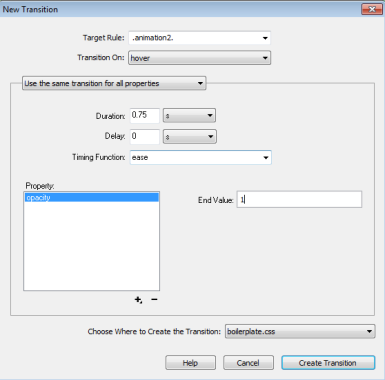 New Transition
Target Rule: .animation2.
Transition On: hover
Use the same transition for all properties
Duration: 0.75 s
Delay: 0 s
Timing Function: ease
Property:
opacity
End Value: 1
Choose Where to Create the Transition: boilerplate.css
Help Cancel Create Transition